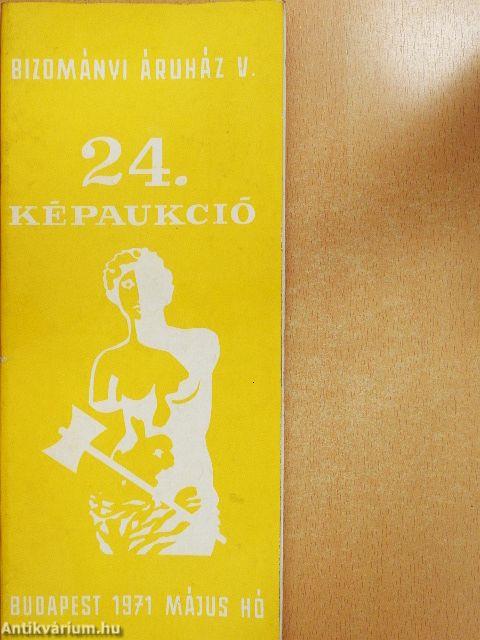 BIZOMÁNYI ÁRUHÁZ V.
24.
KÉPAUKCIÓ
BUDAPEST 1971 MÁJUS HÓ
Antikvárium.hu